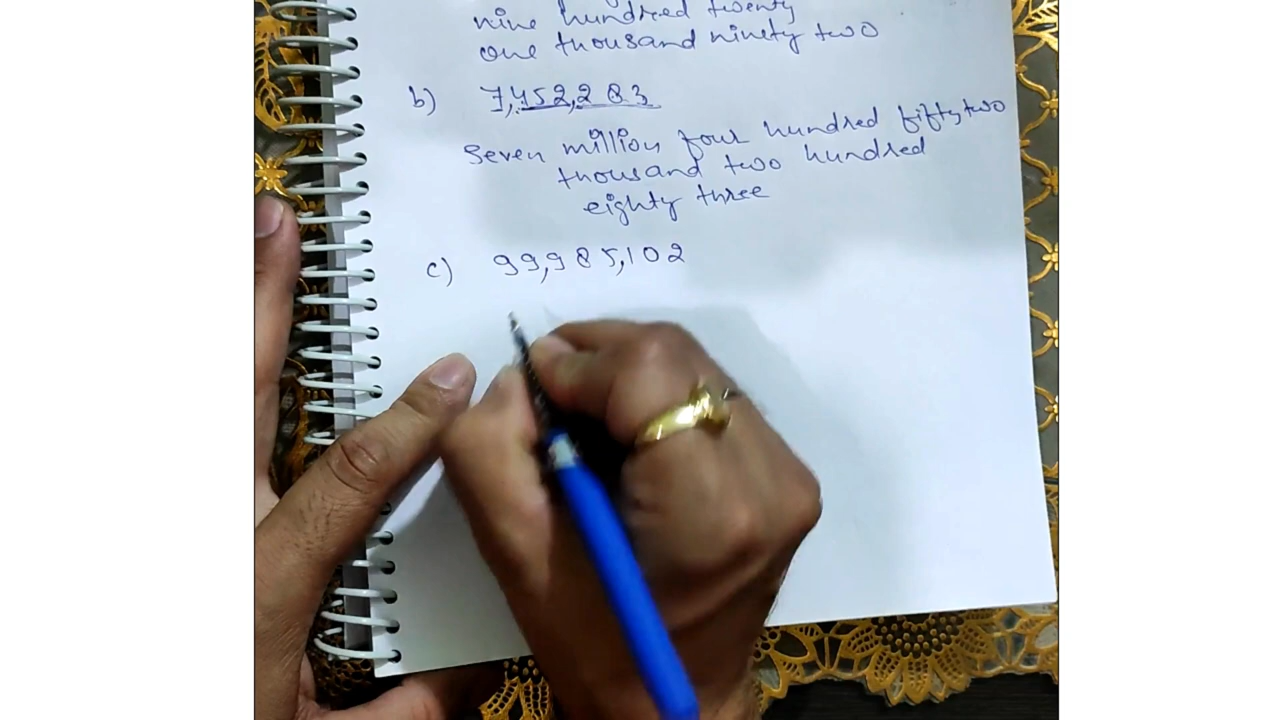 nine hundred twenty
one thousand ninety two
b) 7,452,283
Seven million four hundred fifty two
thousand two hundred
eighty three
c) 99,985,102